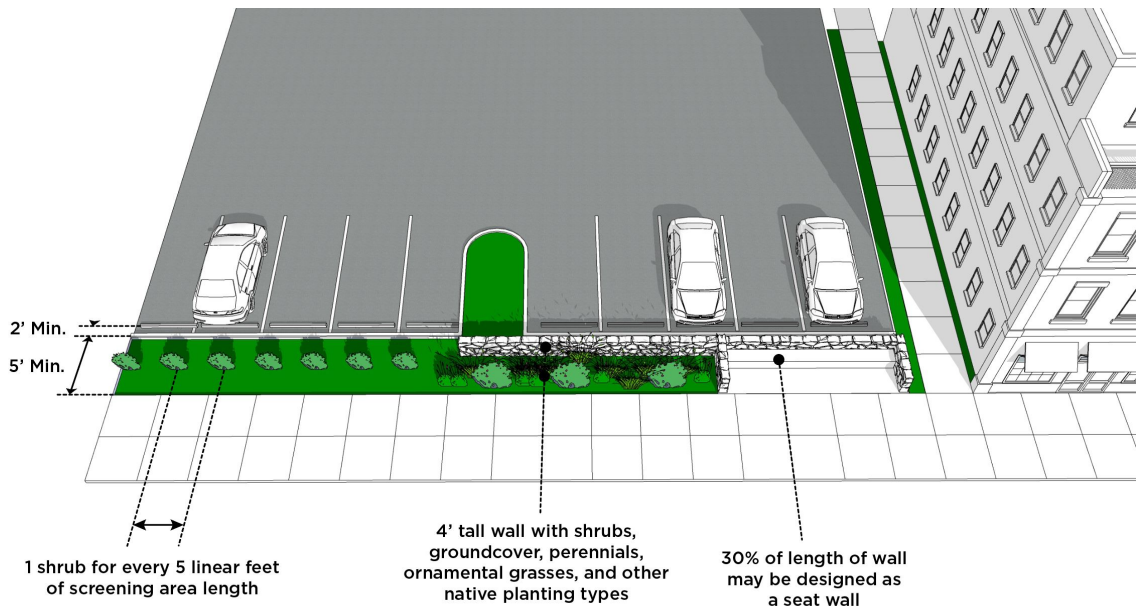 2’ Min.
5’ Min.
1 shrub for every 5 linear feet
of screening area length
4’ tall wall with shrubs,
groundcover, perennials,
ornamental grasses, and other
native planting types
30% of length of wall
may be designed as
a seat wall